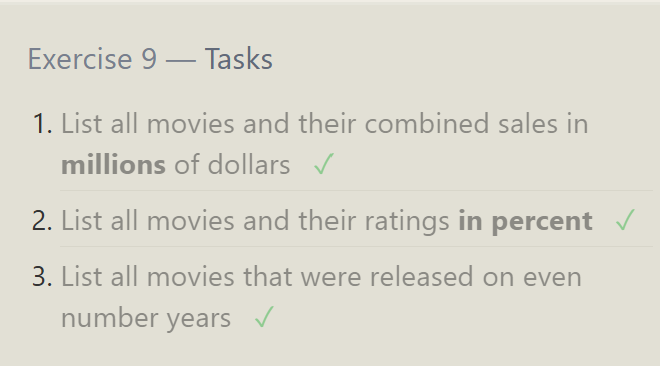 Exercise 9 — Tasks
1. List all movies and their combined sales in
millions of dollars ✓
2. List all movies and their ratings in percent ✓
3. List all movies that were released on even
number years ✓